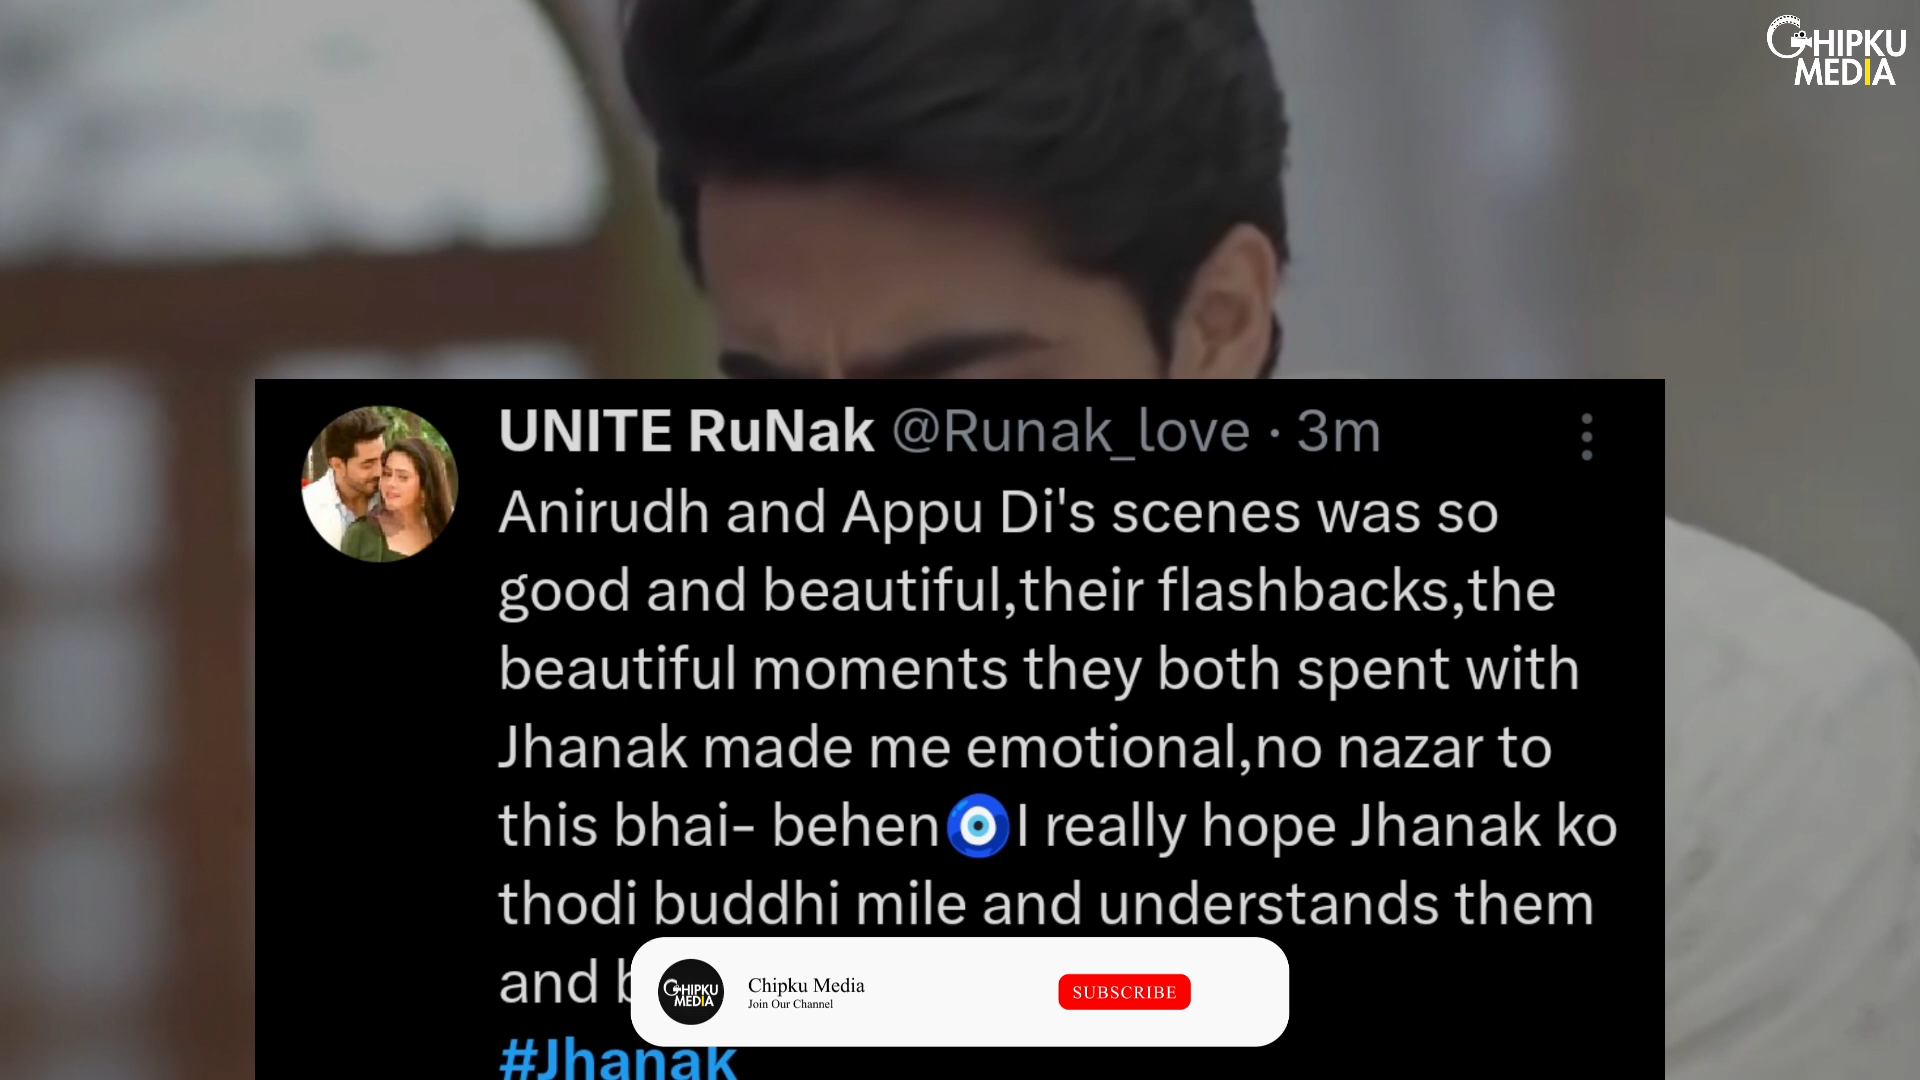 CHIPKU
MEDIA
UNITE RuNak @Runak_love · 3m
Anirudh and Appu Di's scenes was so
good and beautiful,their flashbacks,the
beautiful moments they both spent with
Jhanak made me emotional,no nazar to
this bhai- behen🧿I really hope Jhanak ko
thodi buddhi mile and understands them
and
#Jhanak
CHIPKU
MEDIA
Chipku Media
Join Our Channel
SUBSCRIBE